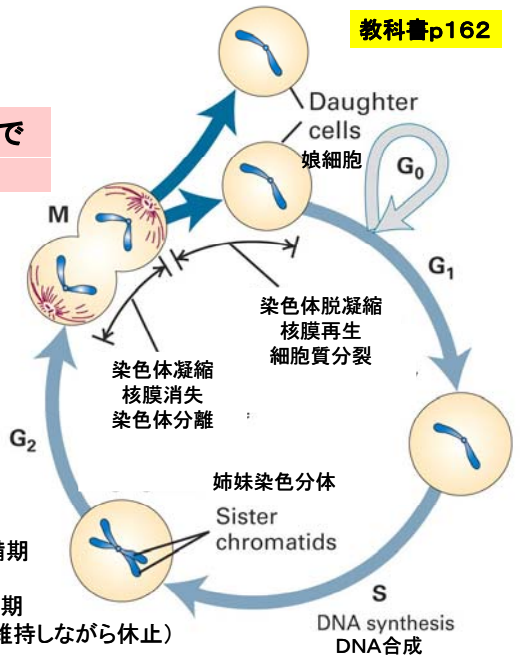 教科書p162
で
Daughter
cells
娘細胞
G₀
M
G₁
染色体脱凝縮
核膜再生
細胞質分裂
染色体凝縮
核膜消失
染色体分離
G₂
姉妹染色分体
Sister
chromatids
期
期
維持しながら休止）
S
DNA synthesis
DNA合成